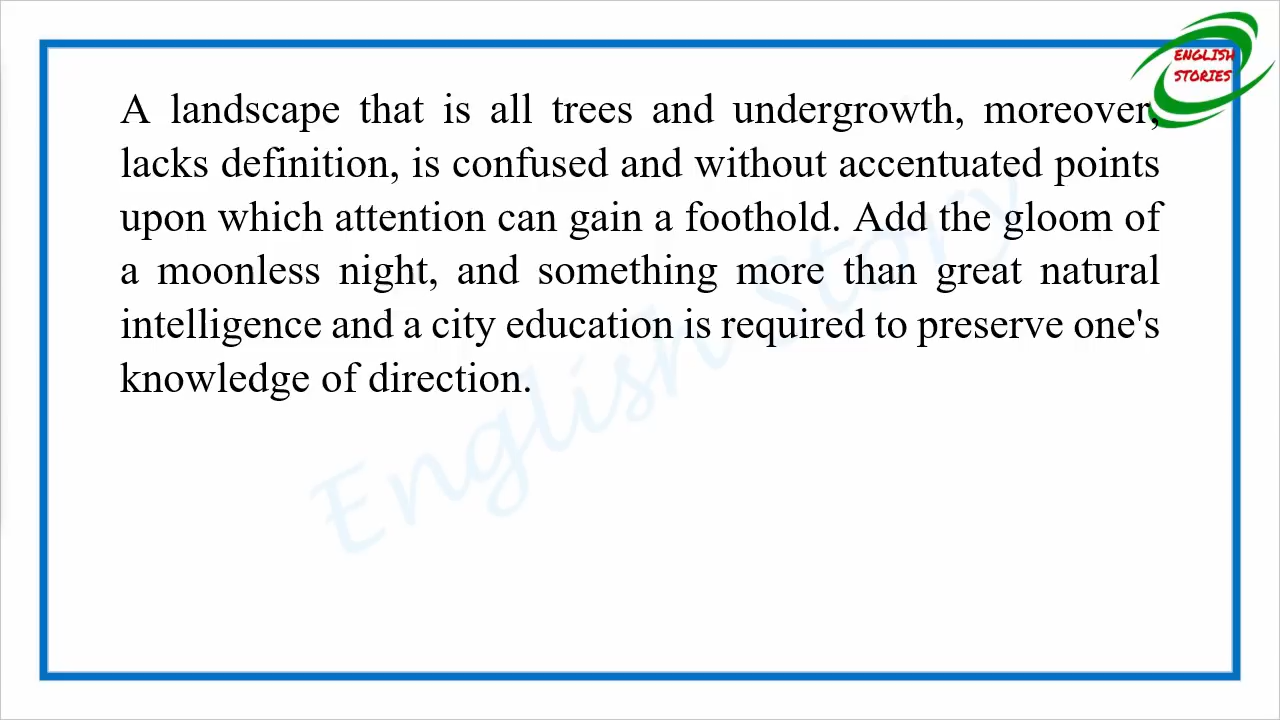 ENGLISH
STORIES
A landscape that is all trees and undergrowth, moreover,
lacks definition, is confused and without accentuated points
upon which attention can gain a foothold. Add the gloom of
a moonless night, and something more than great natural
intelligence and a city education is required to preserve one's
knowledge of direction.
English Story